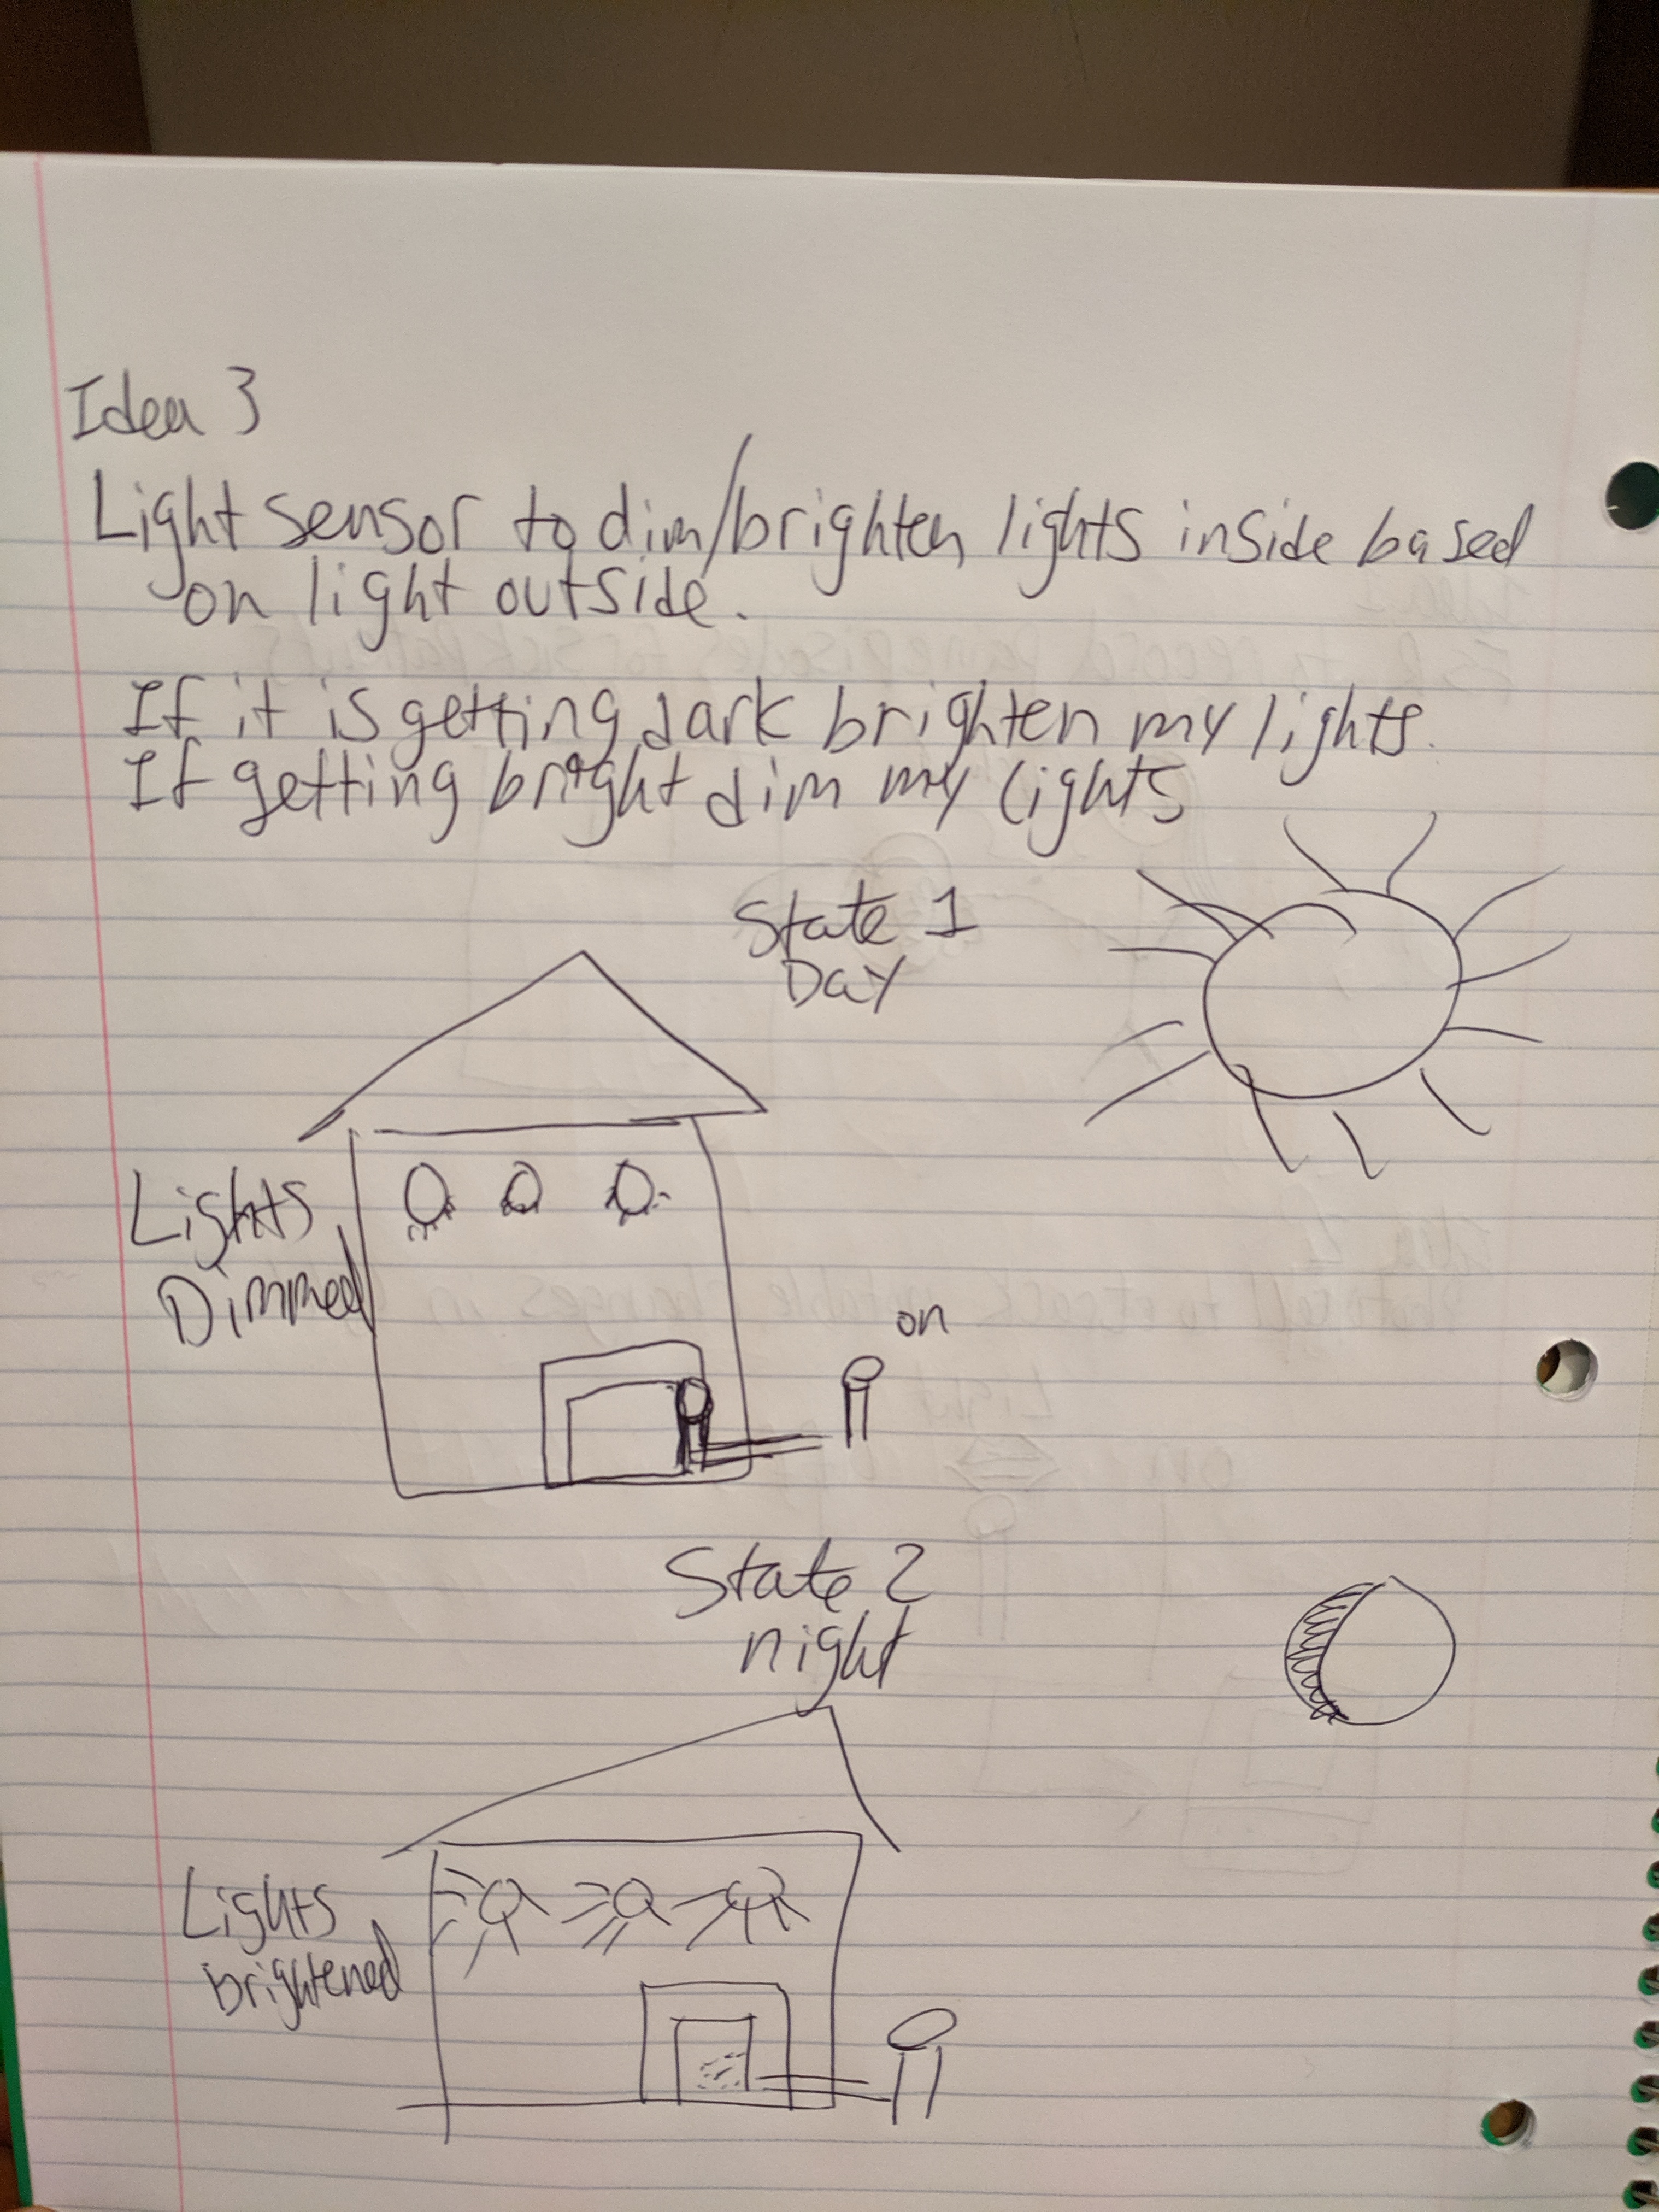 Idea 3
Light sensor to dim/brighten lights inside based
on light outside.
If it is getting dark brighten my lights.
If getting bright dim my lights
State 1
Day
Lights
Dimmed
on
State 2
night
Lights
brightened